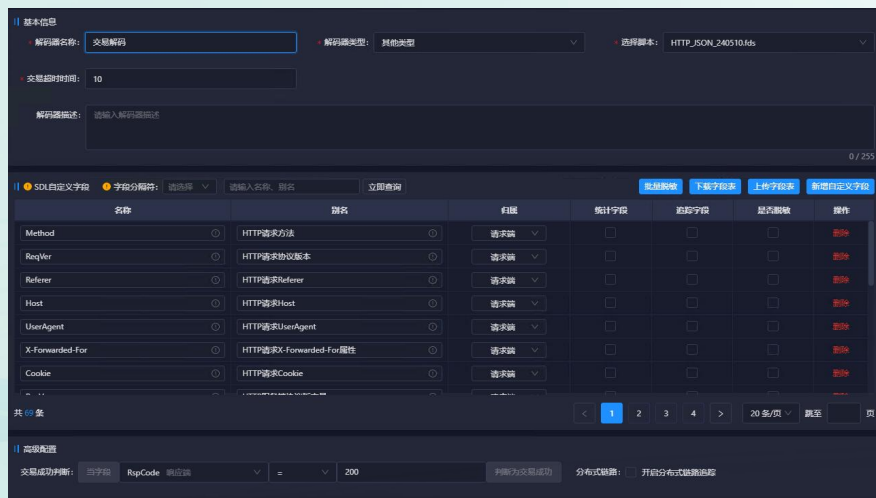 基本信息
* 解码器名称: 交易解码 * 解码器类型: 其他类型 * 选择脚本: HTTP_JSON_240510.fds
* 交易超时时间: 10
解码器描述: 请输入解码器描述
0 / 255
SDL自定义字段 字段分隔符: 请选择 请输入名称、别名 立即查询 批量脱敏 下载字段表 上传字段表 新增自定义字段
名称 别名 归属 统计字段 追踪字段 是否脱敏 操作
Method HTTP请求方法 请求端 删除
ReqVer HTTP请求协议版本 请求端 删除
Referer HTTP请求Referer 请求端 删除
Host HTTP请求Host 请求端 删除
UserAgent HTTP请求UserAgent 请求端 删除
X-Forwarded-For HTTP请求X-Forwarded-For属性 请求端 删除
Cookie HTTP请求Cookie 请求端 删除
共 69 条 < 1 2 3 4 > 20 条/页 跳至 页
高级配置
交易成功判断: 当字段 RspCode 响应端 = 200 判断为交易成功 分布式链路: 开启分布式链路追踪